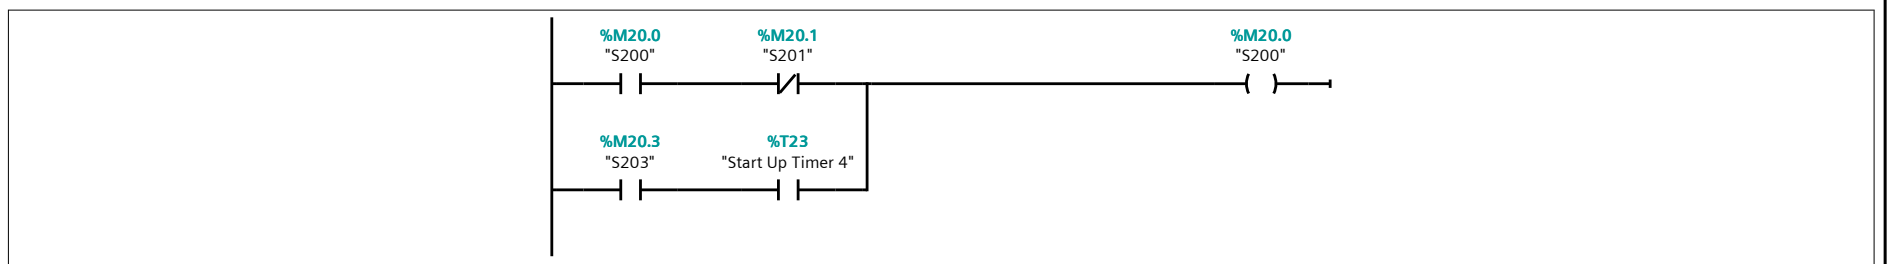 %M20.0 %M20.1 %M20.0
"S200" "S201" "S200"
%M20.3 %T23
"S203" "Start Up Timer 4"